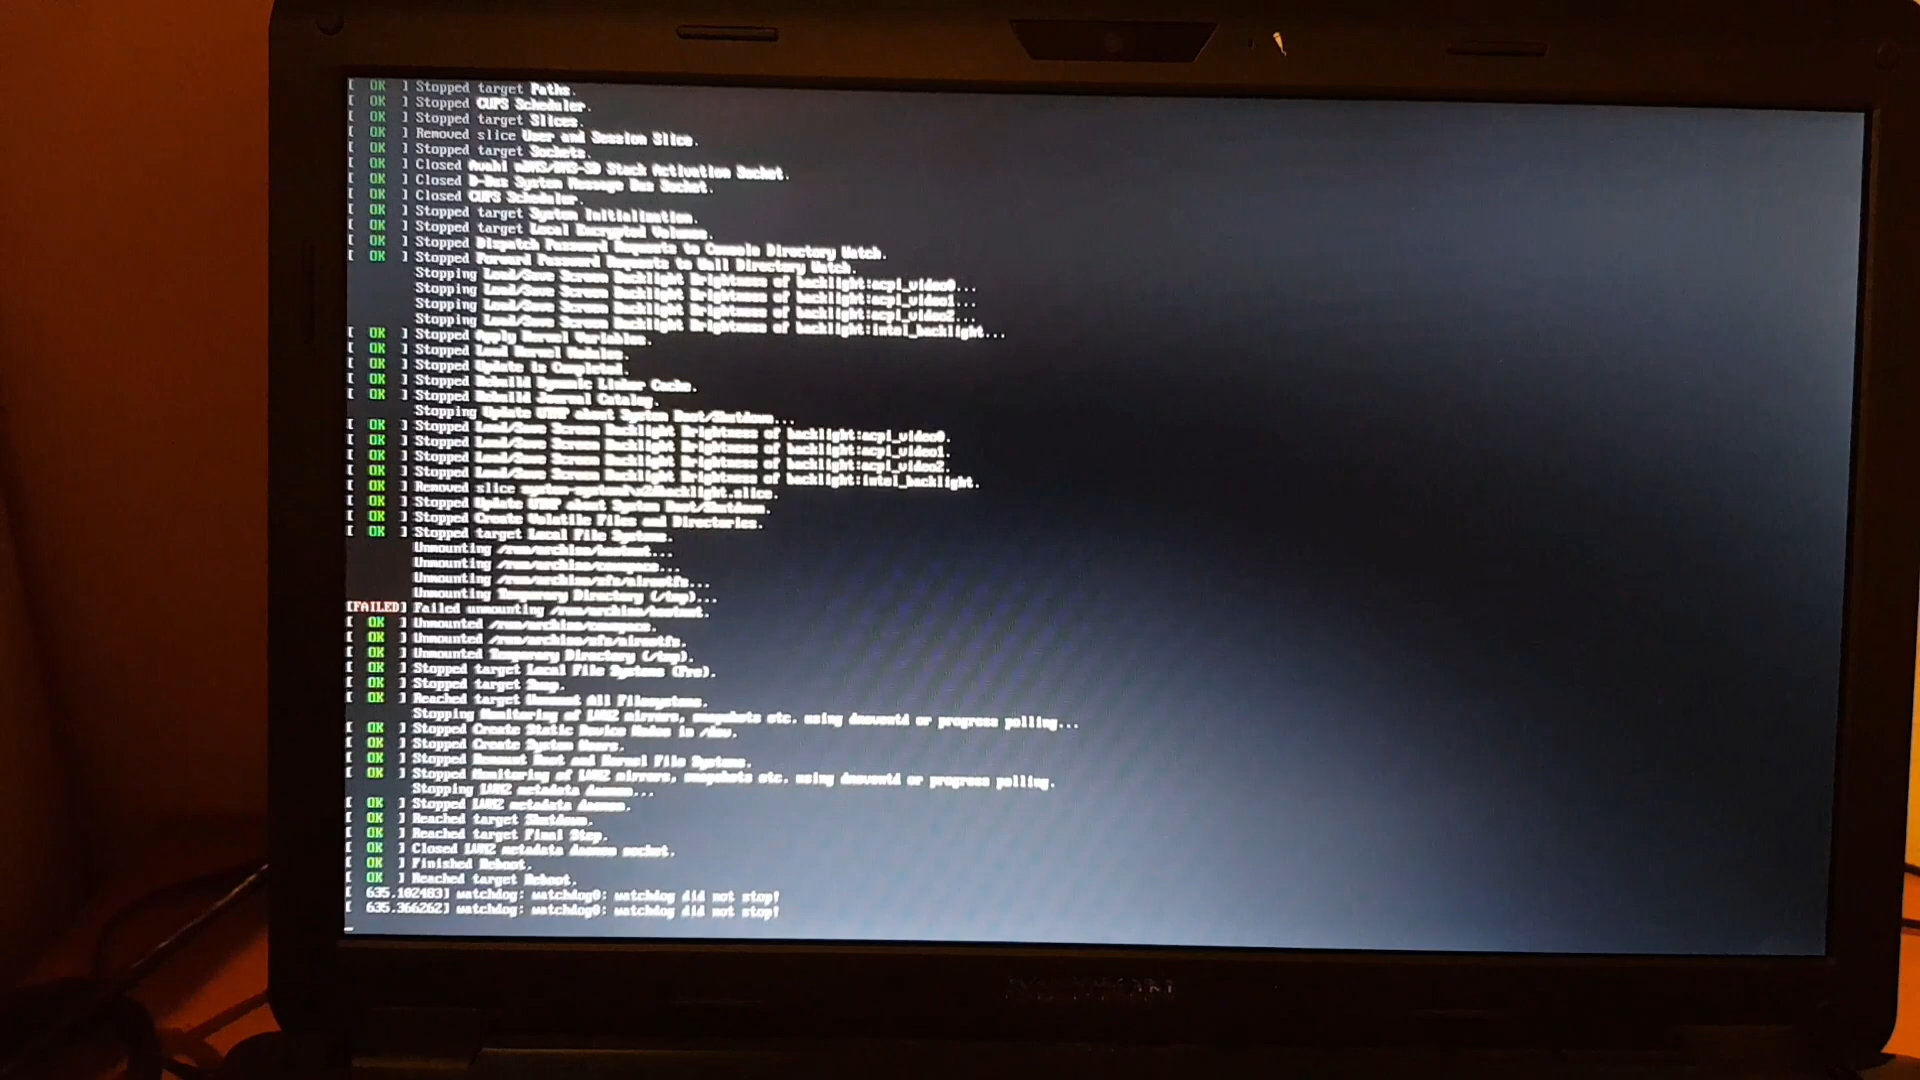 [ OK ] Stopped target Paths.
[ OK ] Stopped CUPS Scheduler.
[ OK ] Stopped target Slices.
[ OK ] Removed slice User and Session Slice.
[ OK ] Stopped target Sockets.
[ OK ] Closed Avahi mDNS/DNS-SD Stack Activation Socket.
[ OK ] Closed D-Bus System Message Bus Socket.
[ OK ] Closed CUPS Scheduler.
[ OK ] Stopped target System Initialization.
[ OK ] Stopped target Local Encrypted Volumes.
[ OK ] Stopped Dispatch Password Requests to Console Directory Watch.
[ OK ] Stopped Forward Password Requests to Wall Directory Watch.
Stopping Load/Save Screen Backlight Brightness of backlight:acpi_video0...
Stopping Load/Save Screen Backlight Brightness of backlight:acpi_video1...
Stopping Load/Save Screen Backlight Brightness of backlight:acpi_video2...
Stopping Load/Save Screen Backlight Brightness of backlight:intel_backlight...
[ OK ] Stopped Apply Kernel Variables.
[ OK ] Stopped Load Kernel Modules.
[ OK ] Stopped Update is Completed.
[ OK ] Stopped Rebuild Dynamic Linker Cache.
[ OK ] Stopped Rebuild Journal Catalog.
Stopping Update UTMP about System Boot/Shutdown...
[ OK ] Stopped Load/Save Screen Backlight Brightness of backlight:acpi_video0.
[ OK ] Stopped Load/Save Screen Backlight Brightness of backlight:acpi_video1.
[ OK ] Stopped Load/Save Screen Backlight Brightness of backlight:acpi_video2.
[ OK ] Stopped Load/Save Screen Backlight Brightness of backlight:intel_backlight.
[ OK ] Removed slice system-systemd\x2dbacklight.slice.
[ OK ] Stopped Update UTMP about System Boot/Shutdown.
[ OK ] Stopped Create Volatile Files and Directories.
[ OK ] Stopped target Local File Systems.
Unmounting /run/archiso/bootmnt...
Unmounting /run/archiso/cowspace...
Unmounting /run/archiso/sfs/airootfs...
Unmounting Temporary Directory (/tmp)...
[FAILED] Failed unmounting /run/archiso/bootmnt.
[ OK ] Unmounted /run/archiso/cowspace.
[ OK ] Unmounted /run/archiso/sfs/airootfs.
[ OK ] Unmounted Temporary Directory (/tmp).
[ OK ] Stopped target Local File Systems (Pre).
[ OK ] Stopped target Swap.
[ OK ] Reached target Unmount All Filesystems.
Stopping Monitoring of LVM2 mirrors, snapshots etc. using dmeventd or progress polling...
[ OK ] Stopped Create Static Device Nodes in /dev.
[ OK ] Stopped Create System Users.
[ OK ] Stopped Remount Root and Kernel File Systems.
[ OK ] Stopped Monitoring of LVM2 mirrors, snapshots etc. using dmeventd or progress polling.
Stopping LVM2 metadata daemon...
[ OK ] Stopped LVM2 metadata daemon.
[ OK ] Reached target Shutdown.
[ OK ] Reached target Final Step.
[ OK ] Closed LVM2 metadata daemon socket.
[ OK ] Finished Reboot.
[ OK ] Reached target Reboot.
[ 635.102483] watchdog: watchdog0: watchdog did not stop!
[ 635.366262] watchdog: watchdog0: watchdog did not stop!